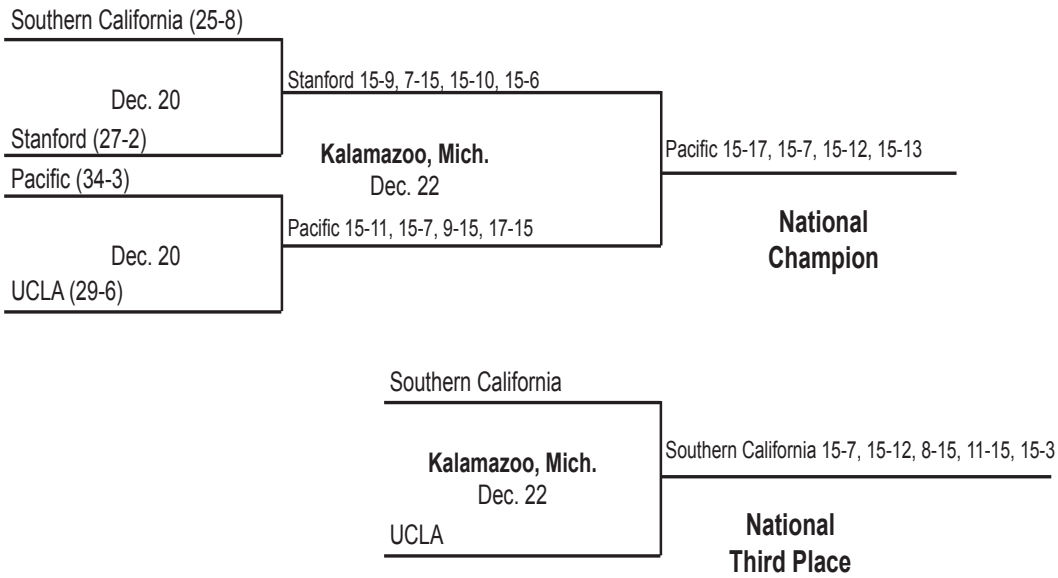 Southern California (25-8)
Dec. 20
Stanford (27-2)
Stanford 15-9, 7-15, 15-10, 15-6
Pacific (34-3)
Dec. 20
UCLA (29-6)
Pacific 15-11, 15-7, 9-15, 17-15
Kalamazoo, Mich.
Dec. 22
Pacific 15-17, 15-7, 15-12, 15-13
National
Champion
Southern California
Kalamazoo, Mich.
Dec. 22
UCLA
Southern California 15-7, 15-12, 8-15, 11-15, 15-3
National
Third Place